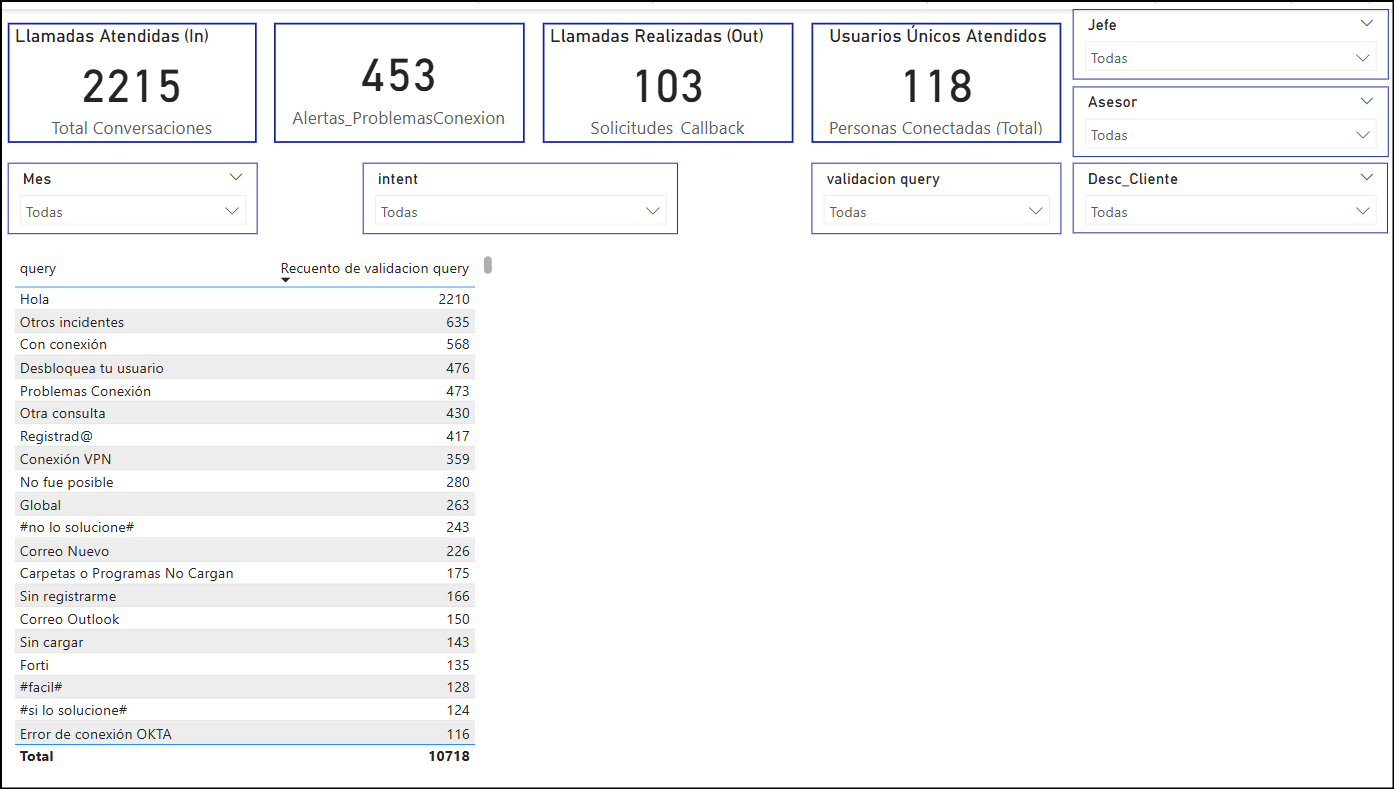 Llamadas Atendidas (In)
2215
Total Conversaciones
453
Alertas_ProblemasConexion
Llamadas Realizadas (Out)
103
Solicitudes Callback
Usuarios Únicos Atendidos
118
Personas Conectadas (Total)
Jefe
Todas
Asesor
Todas
Mes
Todas
intent
Todas
validacion query
Todas
Desc_Cliente
Todas
query Recuento de validacion query
Hola 2210
Otros incidentes 635
Con conexión 568
Desbloquea tu usuario 476
Problemas Conexión 473
Otra consulta 430
Registrad@ 417
Conexión VPN 359
No fue posible 280
Global 263
#no lo solucione# 243
Correo Nuevo 226
Carpetas o Programas No Cargan 175
Sin registrarme 166
Correo Outlook 150
Sin cargar 143
Forti 135
#facil# 128
#si lo solucione# 124
Error de conexión OKTA 116
Total 10718